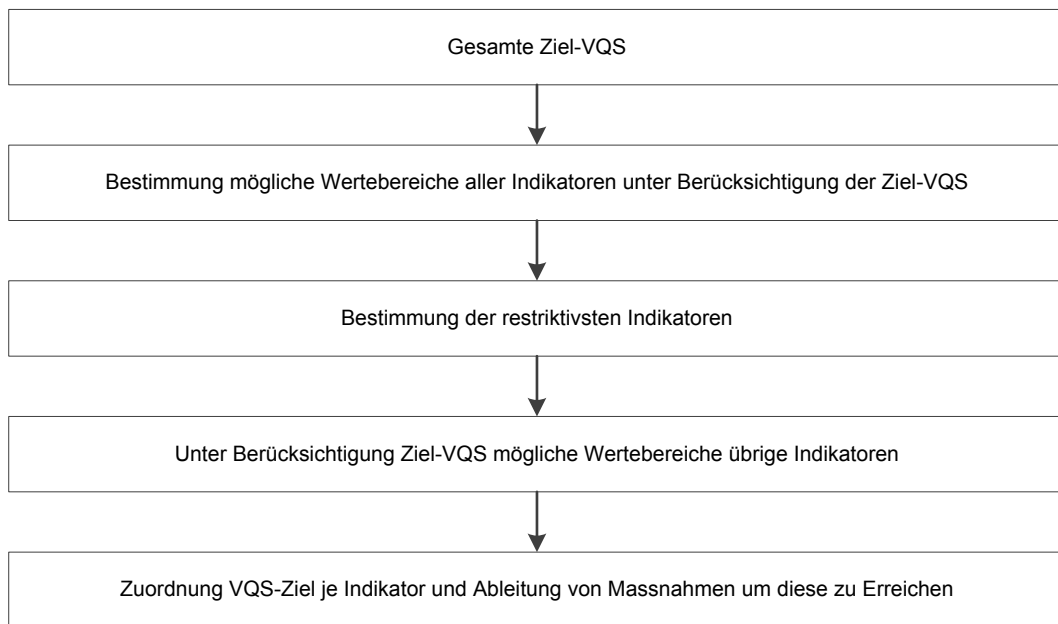 Gesamte Ziel-VQS
Bestimmung mögliche Wertebereiche aller Indikatoren unter Berücksichtigung der Ziel-VQS
Bestimmung der restriktivsten Indikatoren
Unter Berücksichtigung Ziel-VQS mögliche Wertebereiche übrige Indikatoren
Zuordnung VQS-Ziel je Indikator und Ableitung von Massnahmen um diese zu Erreichen